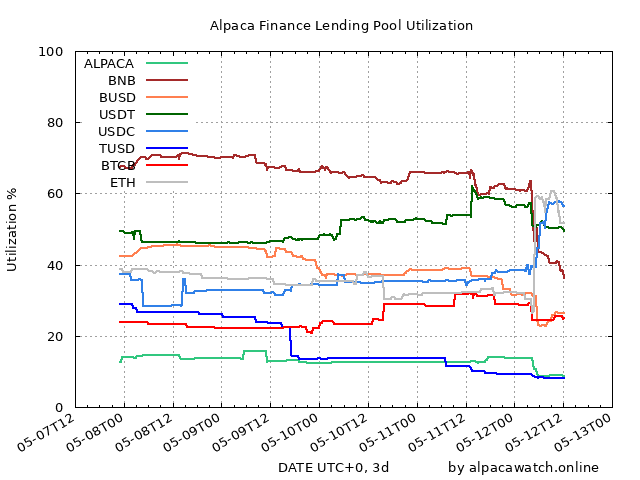 Alpaca Finance Lending Pool Utilization
100
80
60
40
20
0
Utilization %
ALPACA
BNB
BUSD
USDT
USDC
TUSD
BTCB
ETH
05-07T12
05-08T00
05-08T12
05-09T00
05-09T12
05-10T00
05-10T12
05-11T00
05-11T12
05-12T00
05-12T12
05-13T00
DATE UTC+0, 3d
by alpacawatch.online